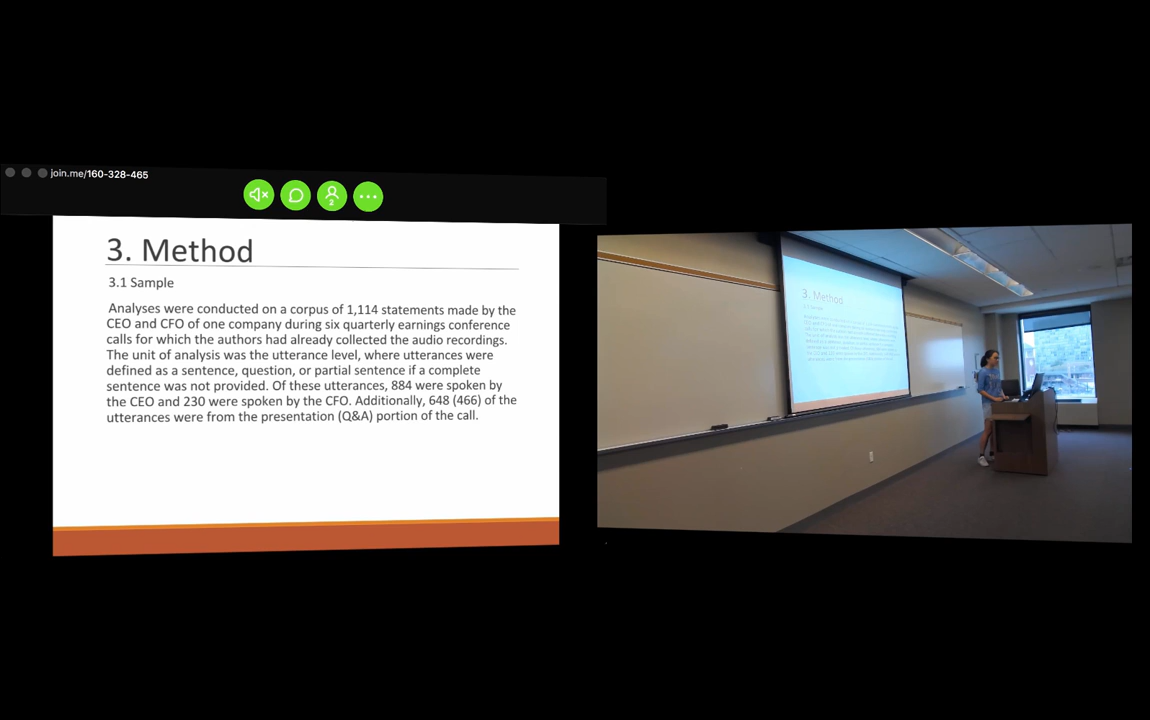 join.me/160-328-465
2
3. Method
3.1 Sample
Analyses were conducted on a corpus of 1,114 statements made by the
CEO and CFO of one company during six quarterly earnings conference
calls for which the authors had already collected the audio recordings.
The unit of analysis was the utterance level, where utterances were
defined as a sentence, question, or partial sentence if a complete
sentence was not provided. Of these utterances, 884 were spoken by
the CEO and 230 were spoken by the CFO. Additionally, 648 (466) of the
utterances were from the presentation (Q&A) portion of the call.
3. Method
3.1 Sample